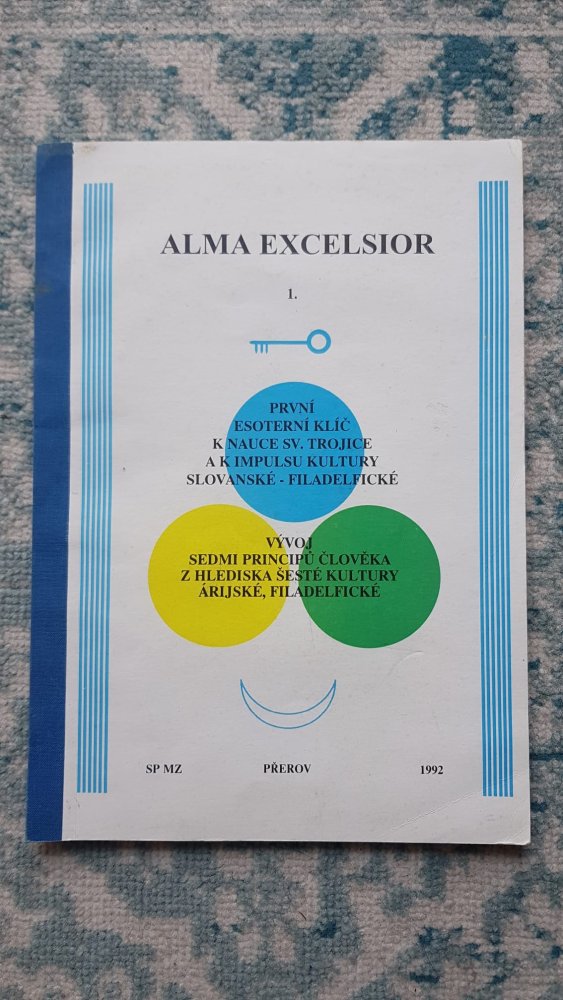 ALMA EXCELSIOR
1.
PRVNÍ
ESOTERNÍ KLÍČ
K NAUCE SV. TROJICE
A K IMPULSU KULTURY
SLOVANSKÉ - FILADELFICKÉ
VÝVOJ
SEDMI PRINCIPŮ ČLOVĚKA
Z HLEDISKA ŠESTÉ KULTURY
ÁRIJSKÉ, FILADELFICKÉ
SP MZ PŘEROV 1992